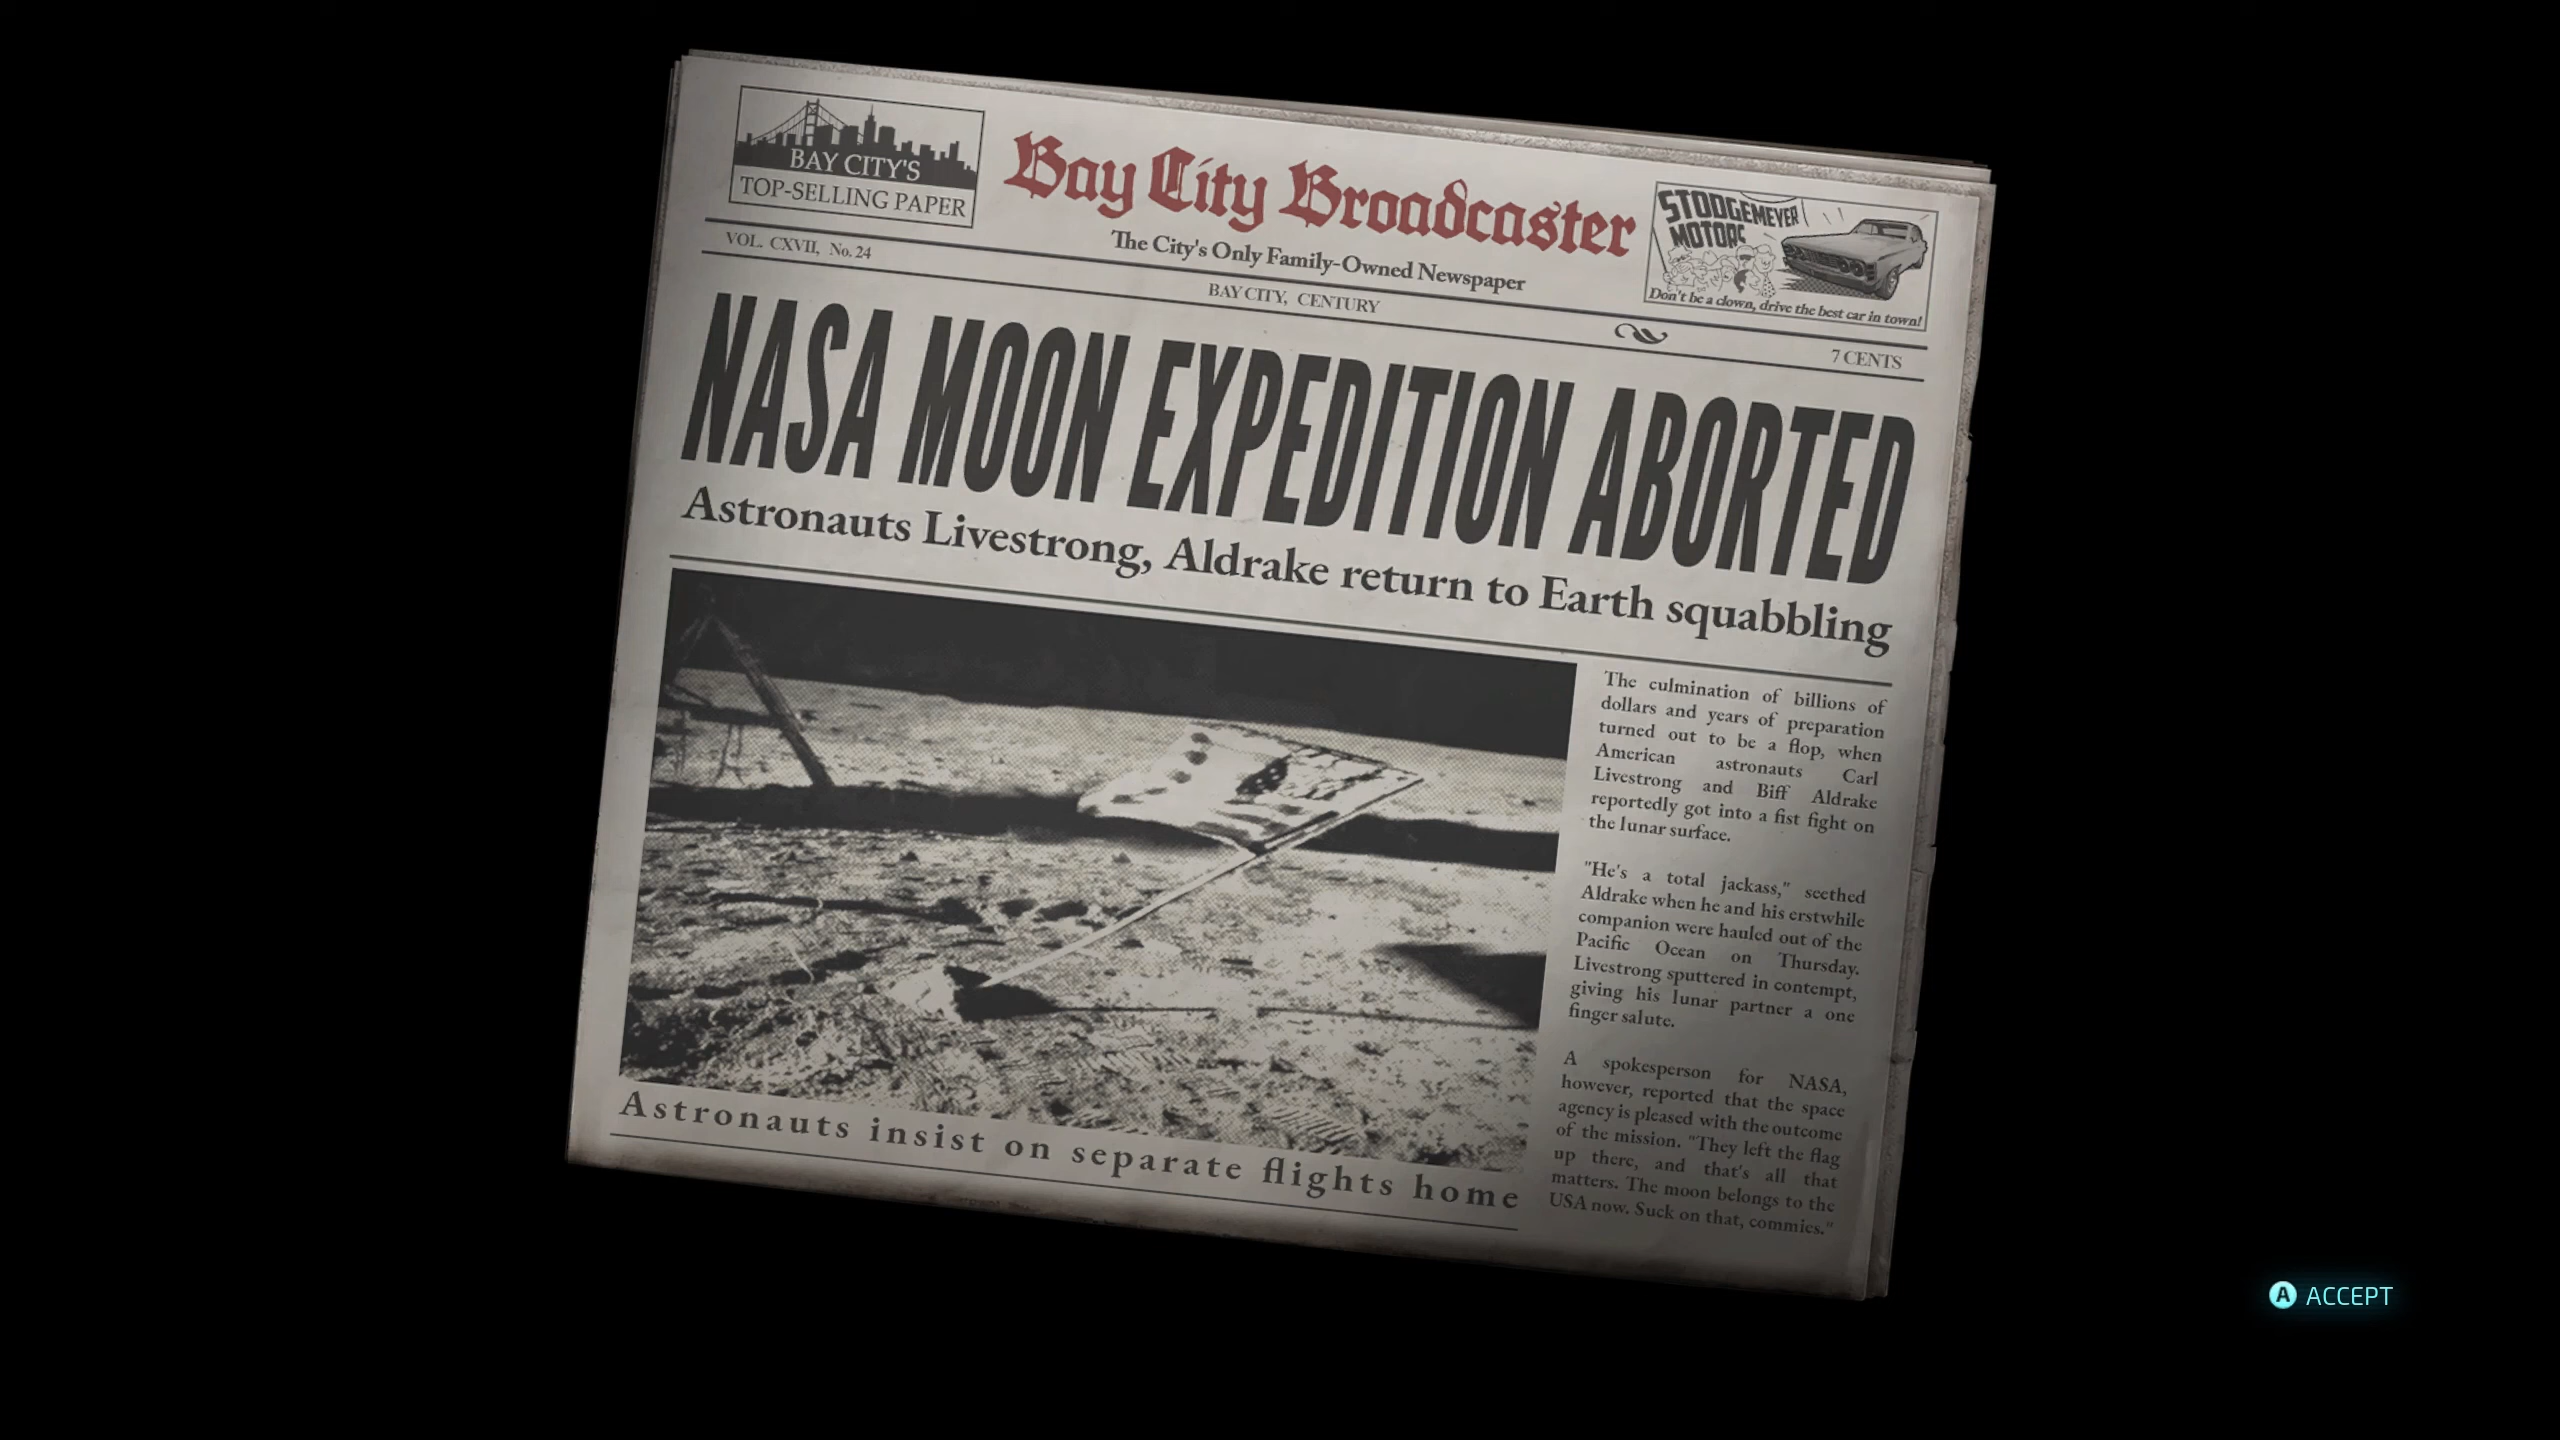 BAY CITY'S
TOP-SELLING PAPER
Bay City Broadcaster
The City's Only Family-Owned Newspaper
STODGEMEYER
MOTORS
Don't be a clown, drive the best car in town!
VOL. CXVII, No. 24
BAY CITY, CENTURY
7 CENTS
NASA MOON EXPEDITION ABORTED
Astronauts Livestrong, Aldrake return to Earth squabbling
The culmination of billions of
dollars and years of preparation
turned out to be a flop, when
American astronauts Carl
Livestrong and Biff Aldrake
reportedly got into a fist fight on
the lunar surface.
"He's a total jackass," seethed
Aldrake when he and his erstwhile
companion were hauled out of the
Pacific Ocean on Thursday.
Livestrong sputtered in contempt,
giving his lunar partner a one
finger salute.
A spokesperson for NASA,
however, reported that the space
agency is pleased with the outcome
of the mission. "They left the flag
up there, and that's all that
matters. The moon belongs to the
USA now. Suck on that, commies."
Astronauts insist on separate flights home
A ACCEPT